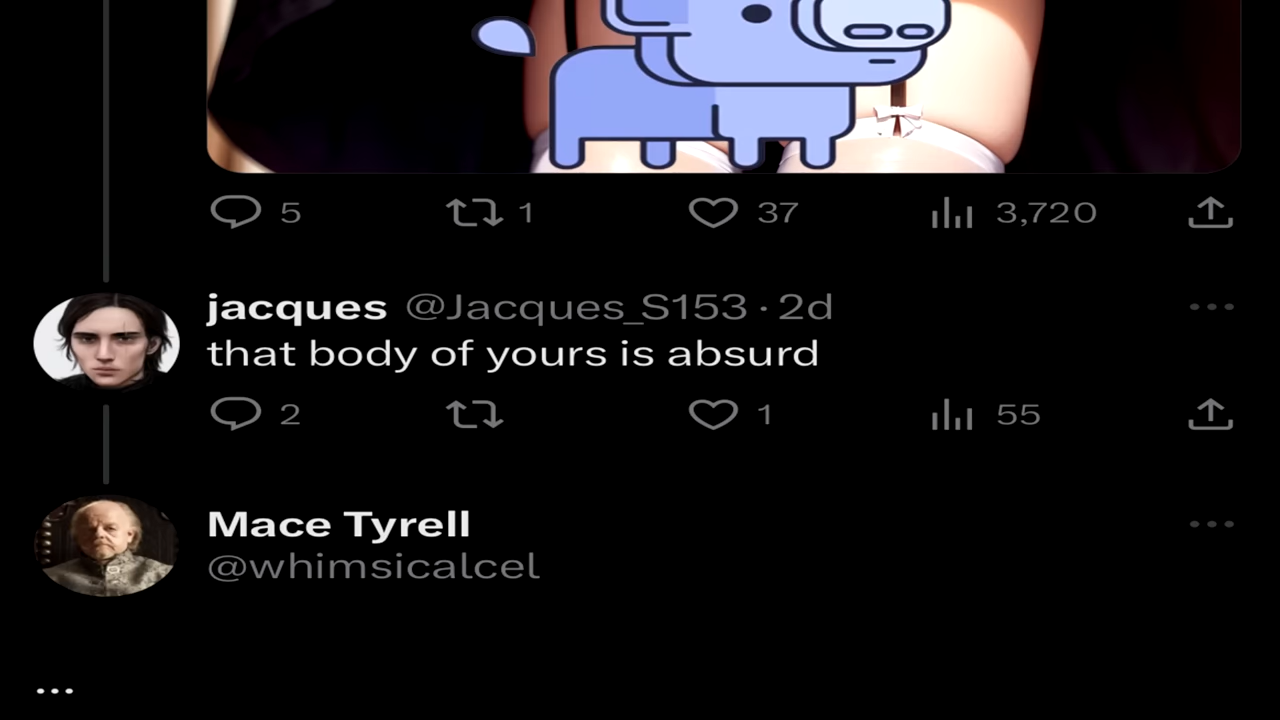 5 1 37 3,720
jacques @Jacques_S153 · 2d
that body of yours is absurd
2 1 55
Mace Tyrell
@whimsicalcel
...